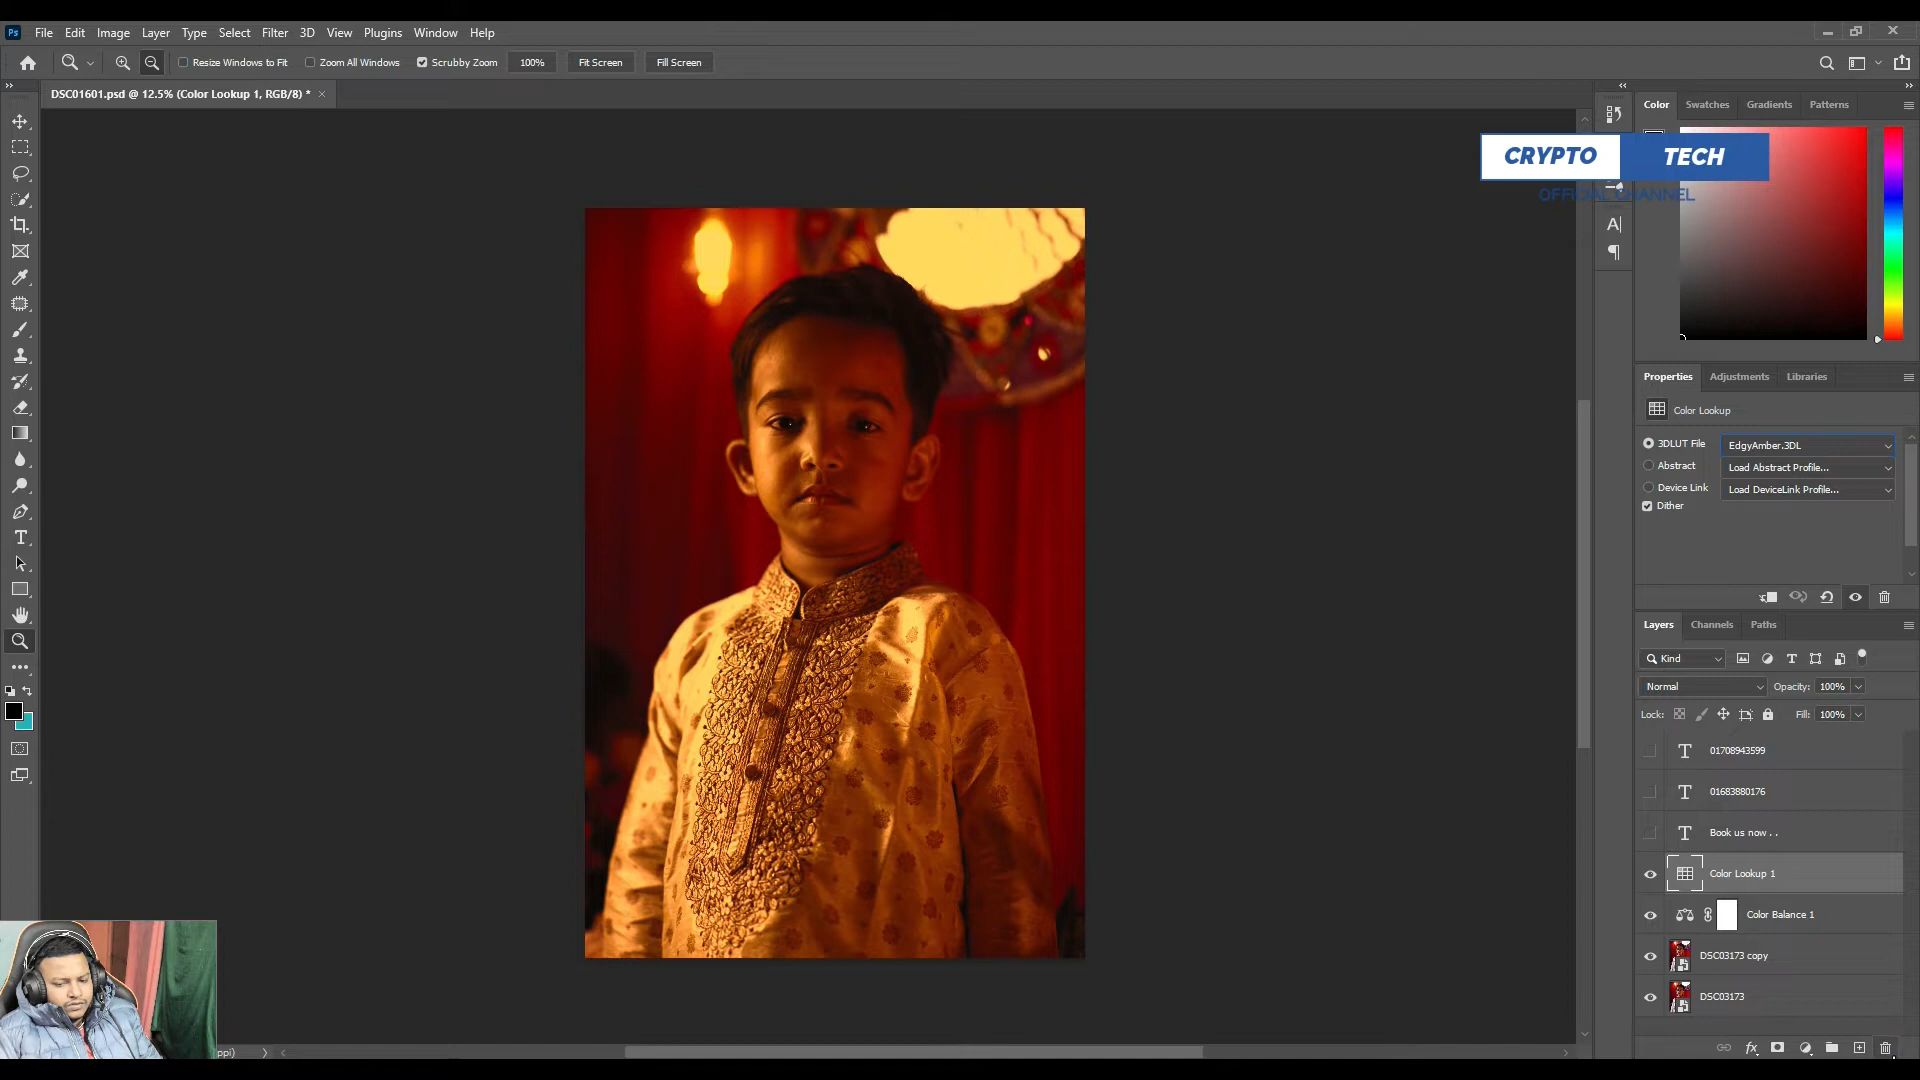 Ps File Edit Image Layer Type Select Filter 3D View Plugins Window Help
Resize Windows to Fit Zoom All Windows Scrubby Zoom 100% Fit Screen Fill Screen
DSC01601.psd @ 12.5% (Color Lookup 1, RGB/8) *
Color Swatches Gradients Patterns
CRYPTO TECH
OFFICIAL CHANNEL
Properties Adjustments Libraries
Color Lookup
3DLUT File EdgyAmber.3DL
Abstract Load Abstract Profile...
Device Link Load DeviceLink Profile...
Dither
Layers Channels Paths
Kind
Normal Opacity: 100%
Lock: Fill: 100%
01708943599
01683880176
Book us now . .
Color Lookup 1
Color Balance 1
DSC03173 copy
DSC03173
ppi)